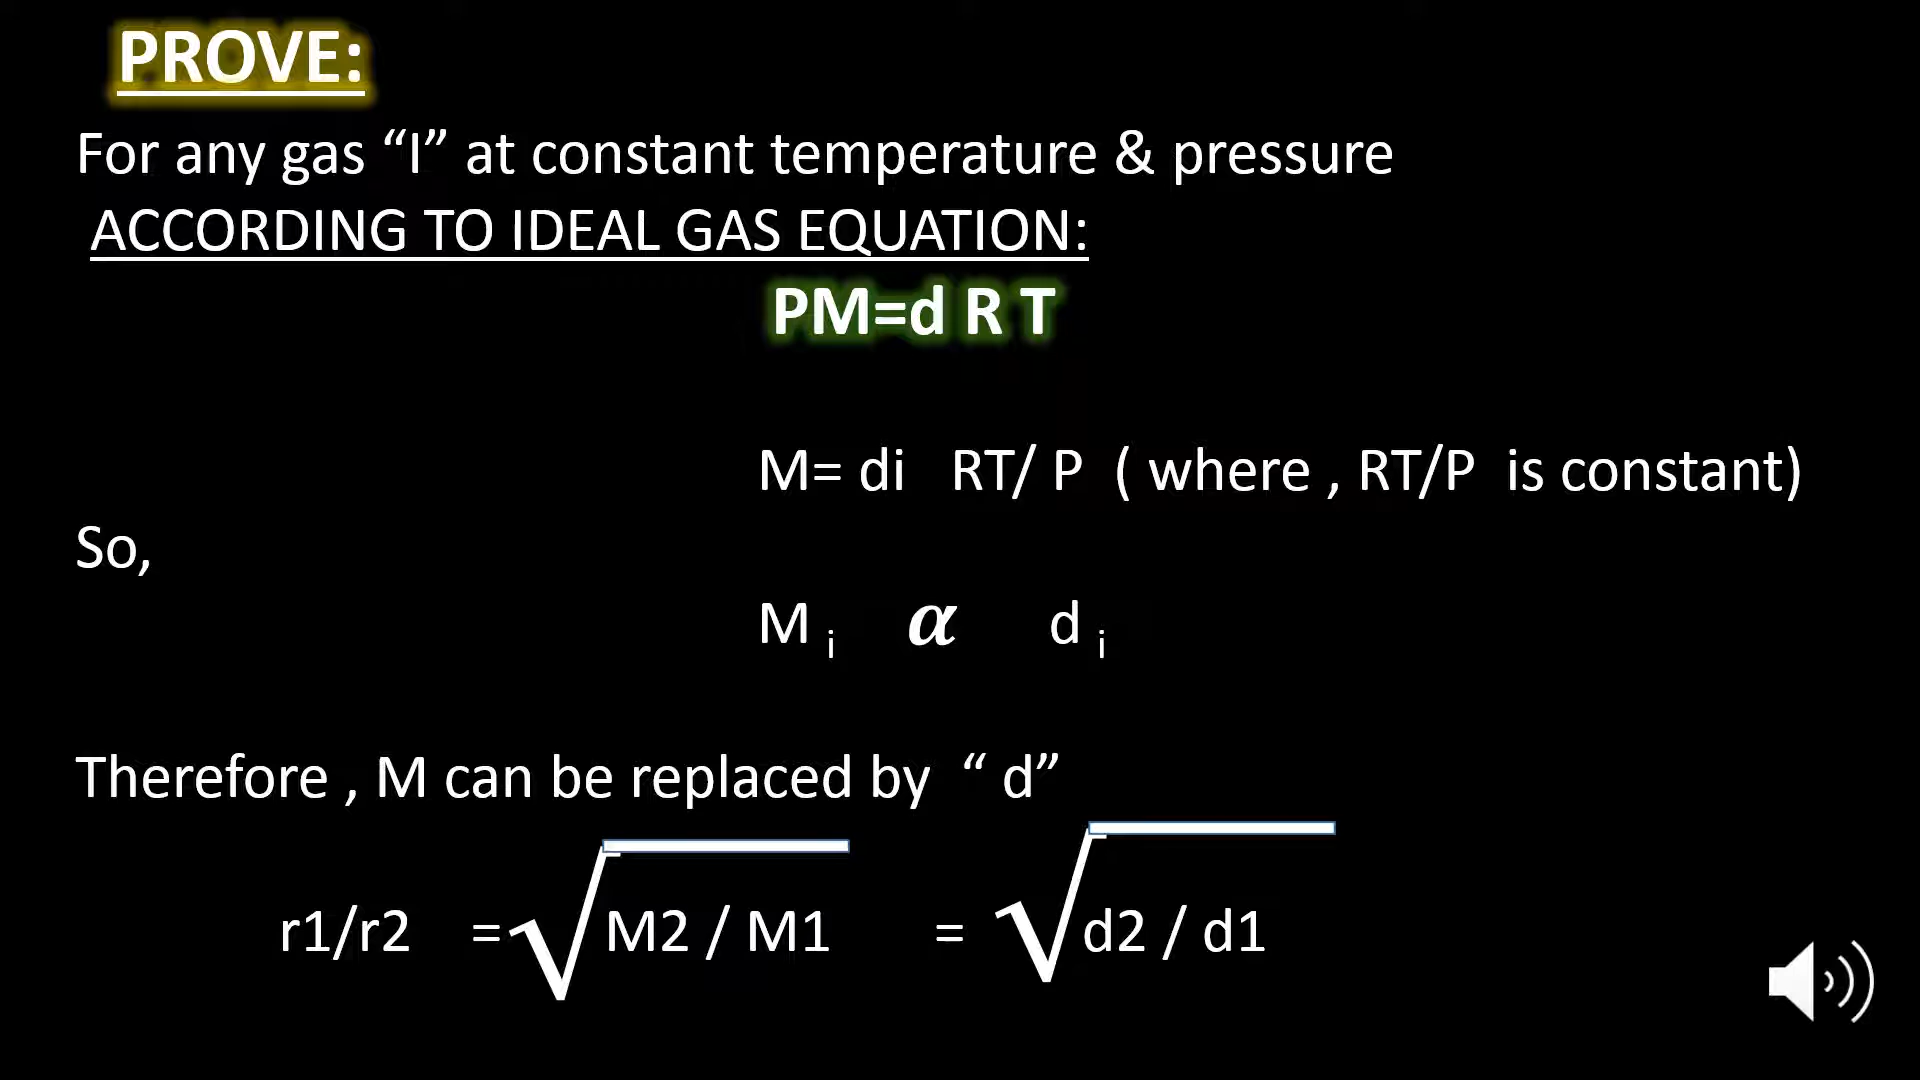 PROVE:
For any gas “I” at constant temperature & pressure
ACCORDING TO IDEAL GAS EQUATION:
PM=d R T
M= di RT/ P ( where , RT/P is constant)
So,
M i α d i
Therefore , M can be replaced by “ d”
r1/r2 = √M2 / M1 = √d2 / d1